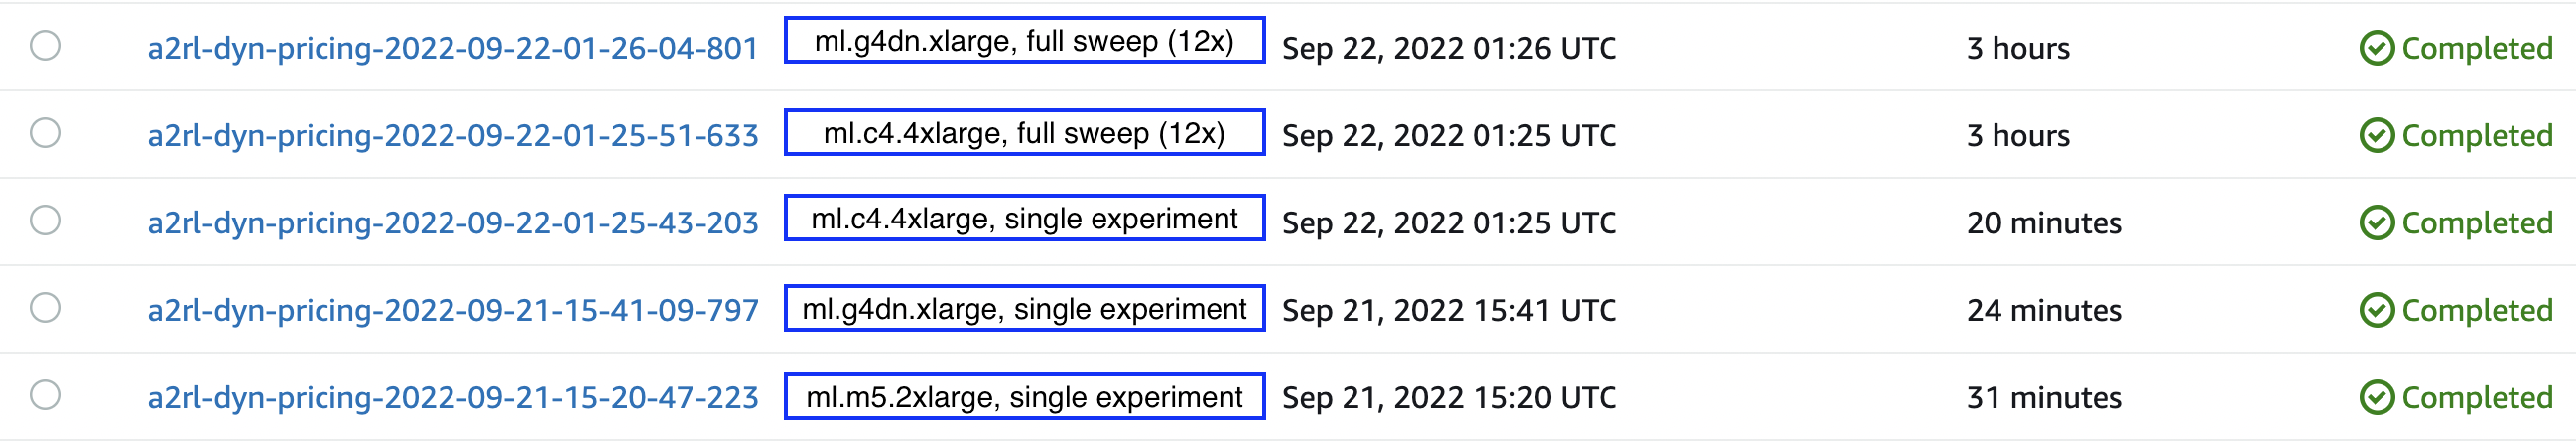 a2rl-dyn-pricing-2022-09-22-01-26-04-801 ml.g4dn.xlarge, full sweep (12x) Sep 22, 2022 01:26 UTC 3 hours Completed
a2rl-dyn-pricing-2022-09-22-01-25-51-633 ml.c4.4xlarge, full sweep (12x) Sep 22, 2022 01:25 UTC 3 hours Completed
a2rl-dyn-pricing-2022-09-22-01-25-43-203 ml.c4.4xlarge, single experiment Sep 22, 2022 01:25 UTC 20 minutes Completed
a2rl-dyn-pricing-2022-09-21-15-41-09-797 ml.g4dn.xlarge, single experiment Sep 21, 2022 15:41 UTC 24 minutes Completed
a2rl-dyn-pricing-2022-09-21-15-20-47-223 ml.m5.2xlarge, single experiment Sep 21, 2022 15:20 UTC 31 minutes Completed